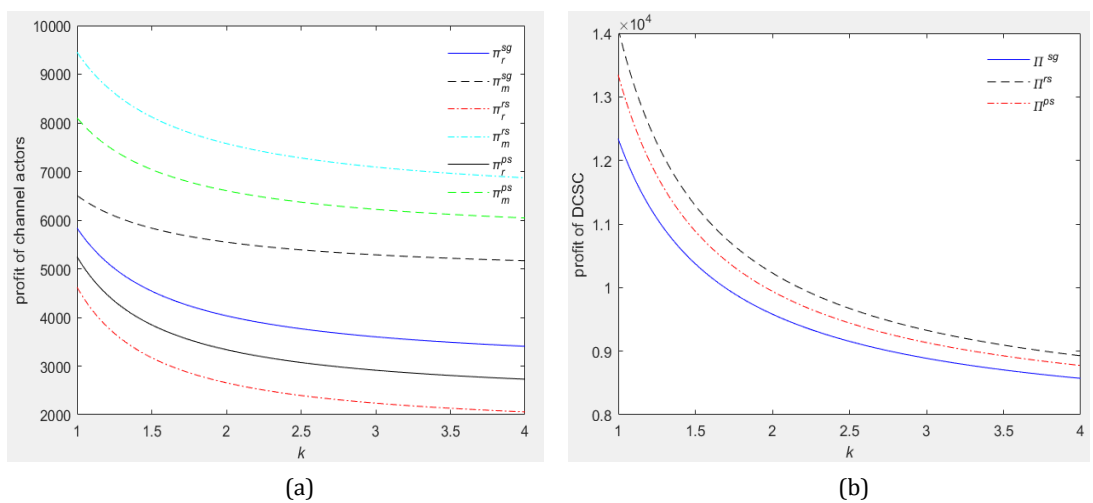 10000
9000
8000
7000
6000
5000
4000
3000
2000
profit of channel actors
1
1.5
2
2.5
3
3.5
4
k
π_r^sg
π_m^sg
π_r^rs
π_m^rs
π_r^ps
π_m^ps
(a)
×10^4
1.4
1.3
1.2
1.1
1
0.9
0.8
profit of DCSC
1
1.5
2
2.5
3
3.5
4
k
Π^sg
Π^rs
Π^ps
(b)